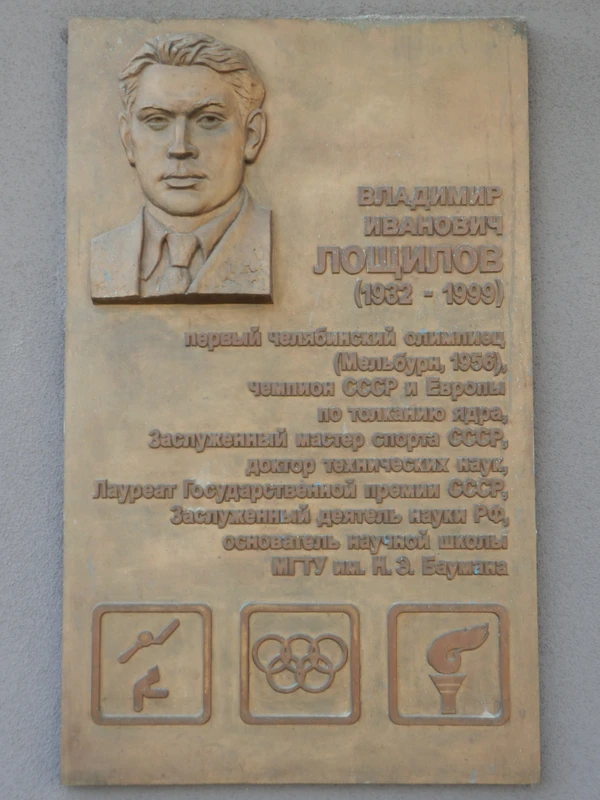 ВЛАДИМИР
ИВАНОВИЧ
ЛОЩИЛОВ
(1932 - 1999)
первый челябинский олимпиец
(Мельбурн, 1956),
чемпион СССР и Европы
по толканию ядра,
Заслуженный мастер спорта СССР,
доктор технических наук,
Лауреат Государственной премии СССР,
Заслуженный деятель науки РФ,
основатель научной школы
МГТУ им. Н. Э. Баумана